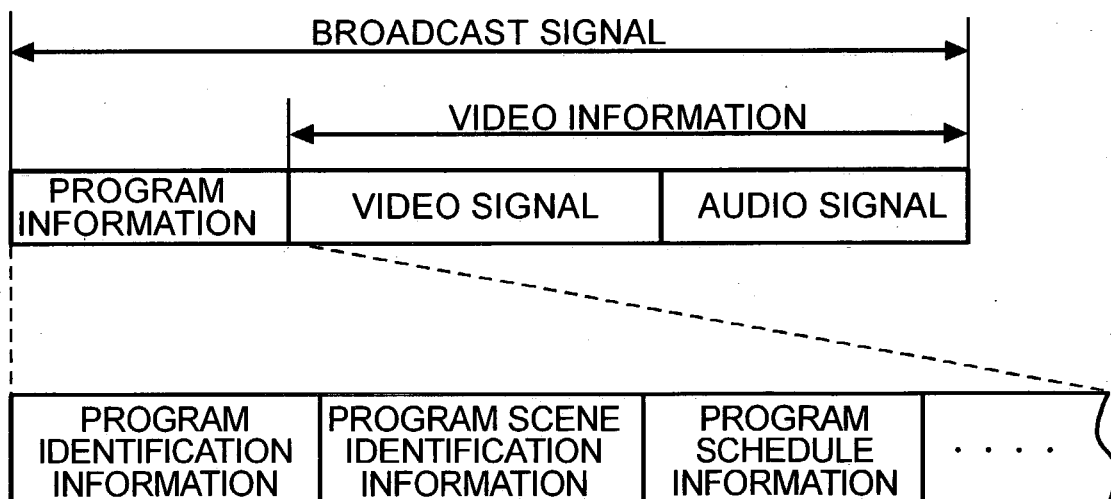 BROADCAST SIGNAL
VIDEO INFORMATION
PROGRAM
INFORMATION
VIDEO SIGNAL
AUDIO SIGNAL
PROGRAM
IDENTIFICATION
INFORMATION
PROGRAM SCENE
IDENTIFICATION
INFORMATION
PROGRAM
SCHEDULE
INFORMATION
. . . .